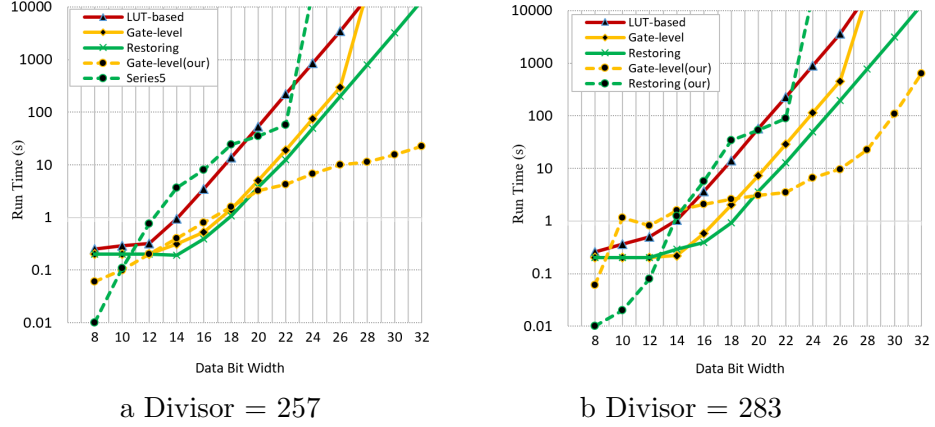 10000
1000
100
10
1
0.1
0.01
Run Time (s)
LUT-based
Gate-level
Restoring
Gate-level(our)
Series5
8 10 12 14 16 18 20 22 24 26 28 30 32
Data Bit Width
a Divisor = 257
10000
1000
100
10
1
0.1
0.01
Run Time (s)
LUT-based
Gate-level
Restoring
Gate-level(our)
Restoring (our)
8 10 12 14 16 18 20 22 24 26 28 30 32
Data Bit Width
b Divisor = 283